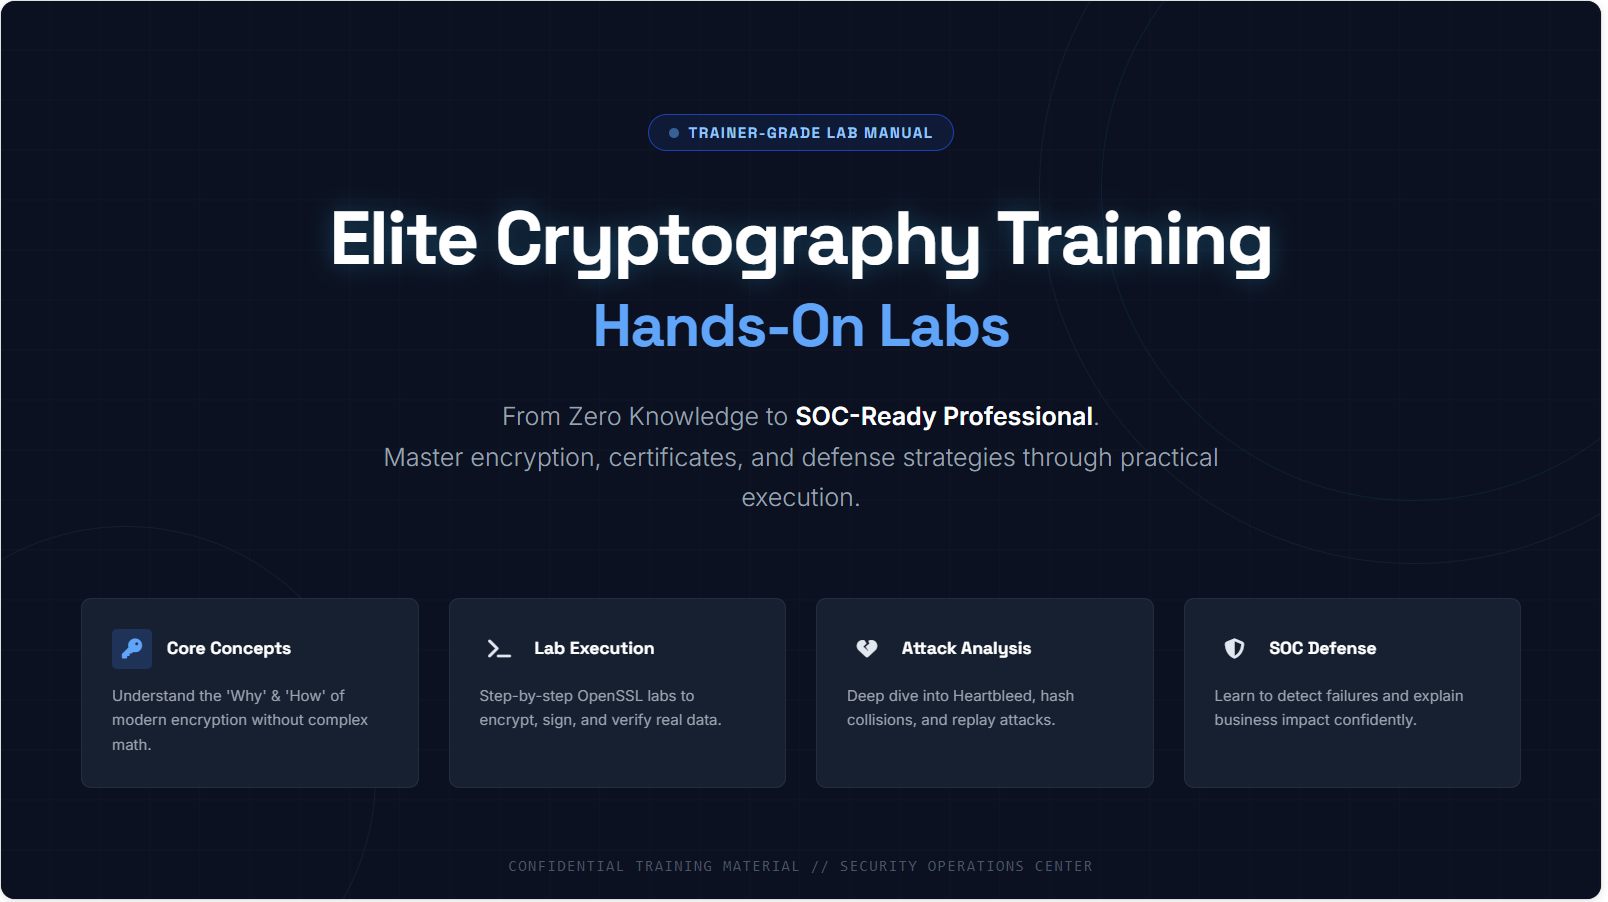 TRAINER-GRADE LAB MANUAL
Elite Cryptography Training
Hands-On Labs
From Zero Knowledge to SOC-Ready Professional.
Master encryption, certificates, and defense strategies through practical
execution.
Core Concepts
Understand the 'Why' & 'How' of
modern encryption without complex
math.
Lab Execution
Step-by-step OpenSSL labs to
encrypt, sign, and verify real data.
Attack Analysis
Deep dive into Heartbleed, hash
collisions, and replay attacks.
SOC Defense
Learn to detect failures and explain
business impact confidently.
CONFIDENTIAL TRAINING MATERIAL // SECURITY OPERATIONS CENTER